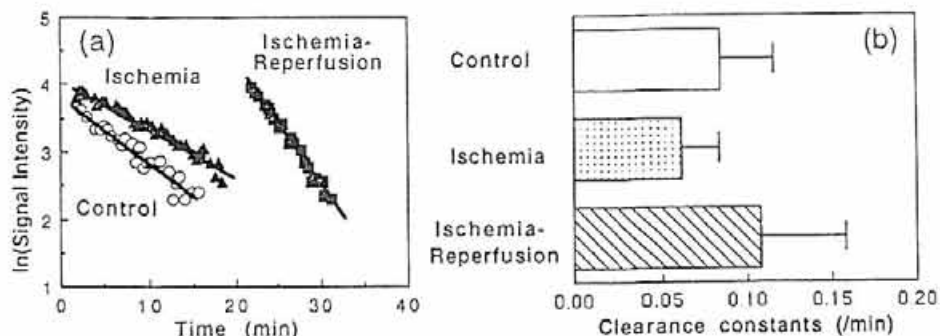 (a)
Ischemia-
Reperfusion
Ischemia
Control
ln(Signal Intensity)
5
4
3
2
1
0
10
20
30
40
Time (min)
(b)
Control
Ischemia
Ischemia-
Reperfusion
0.00
0.05
0.10
0.15
0.20
Clearance constants (/min)